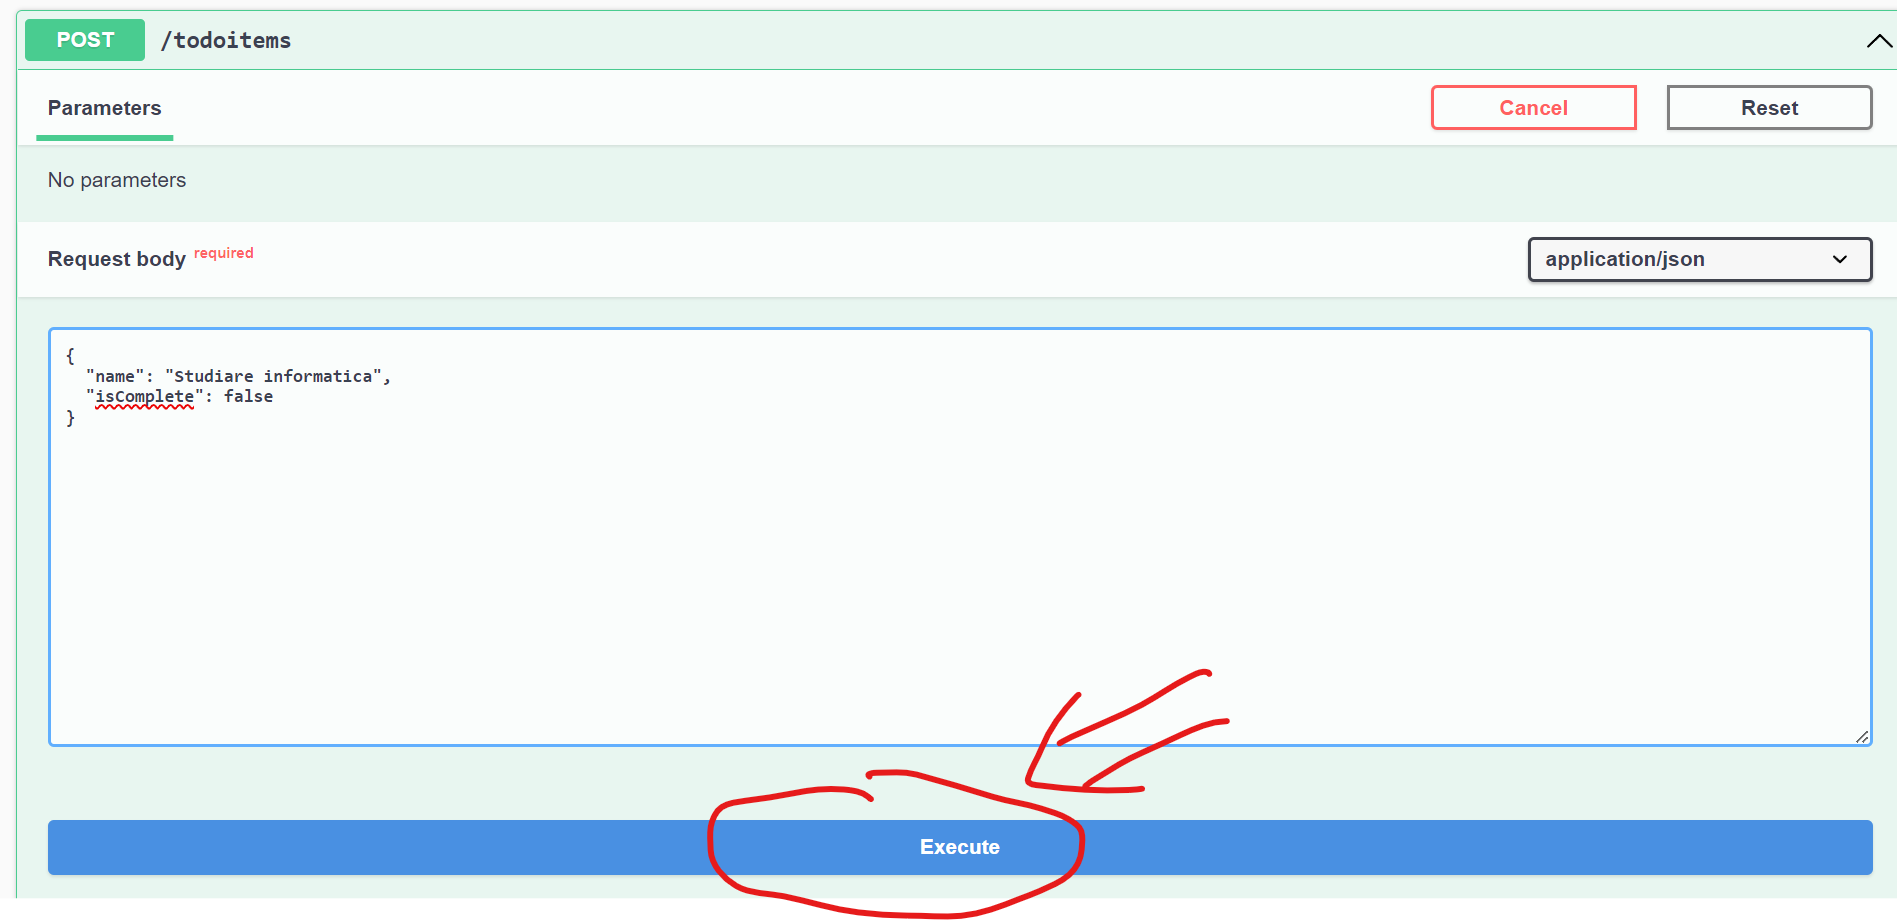 POST /todoitems
Parameters
Cancel
Reset
No parameters
Request body required
application/json
{
  "name": "Studiare informatica",
  "isComplete": false
}
Execute